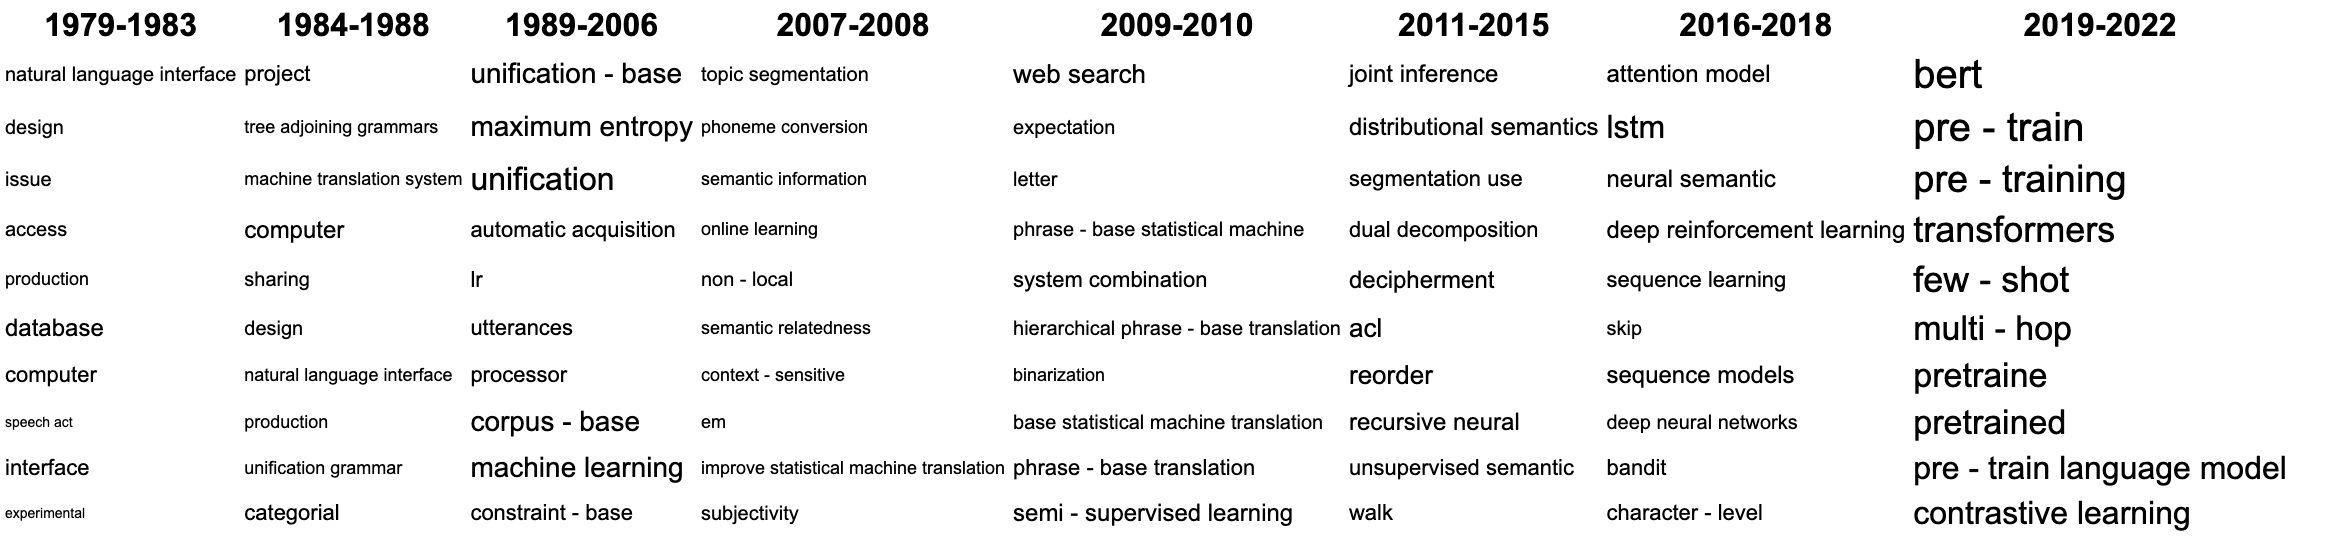 1979-1983 1984-1988 1989-2006 2007-2008 2009-2010 2011-2015 2016-2018 2019-2022
natural language interface project unification - base topic segmentation web search joint inference attention model bert
design tree adjoining grammars maximum entropy phoneme conversion expectation distributional semantics lstm pre - train
issue machine translation system unification semantic information letter segmentation use neural semantic pre - training
access computer automatic acquisition online learning phrase - base statistical machine dual decomposition deep reinforcement learning transformers
production sharing lr non - local system combination decipherment sequence learning few - shot
database design utterances semantic relatedness hierarchical phrase - base translation acl skip multi - hop
computer natural language interface processor context - sensitive binarization reorder sequence models pretraine
speech act production corpus - base em base statistical machine translation recursive neural deep neural networks pretrained
interface unification grammar machine learning improve statistical machine translation phrase - base translation unsupervised semantic bandit pre - train language model
experimental categorial constraint - base subjectivity semi - supervised learning walk character - level contrastive learning